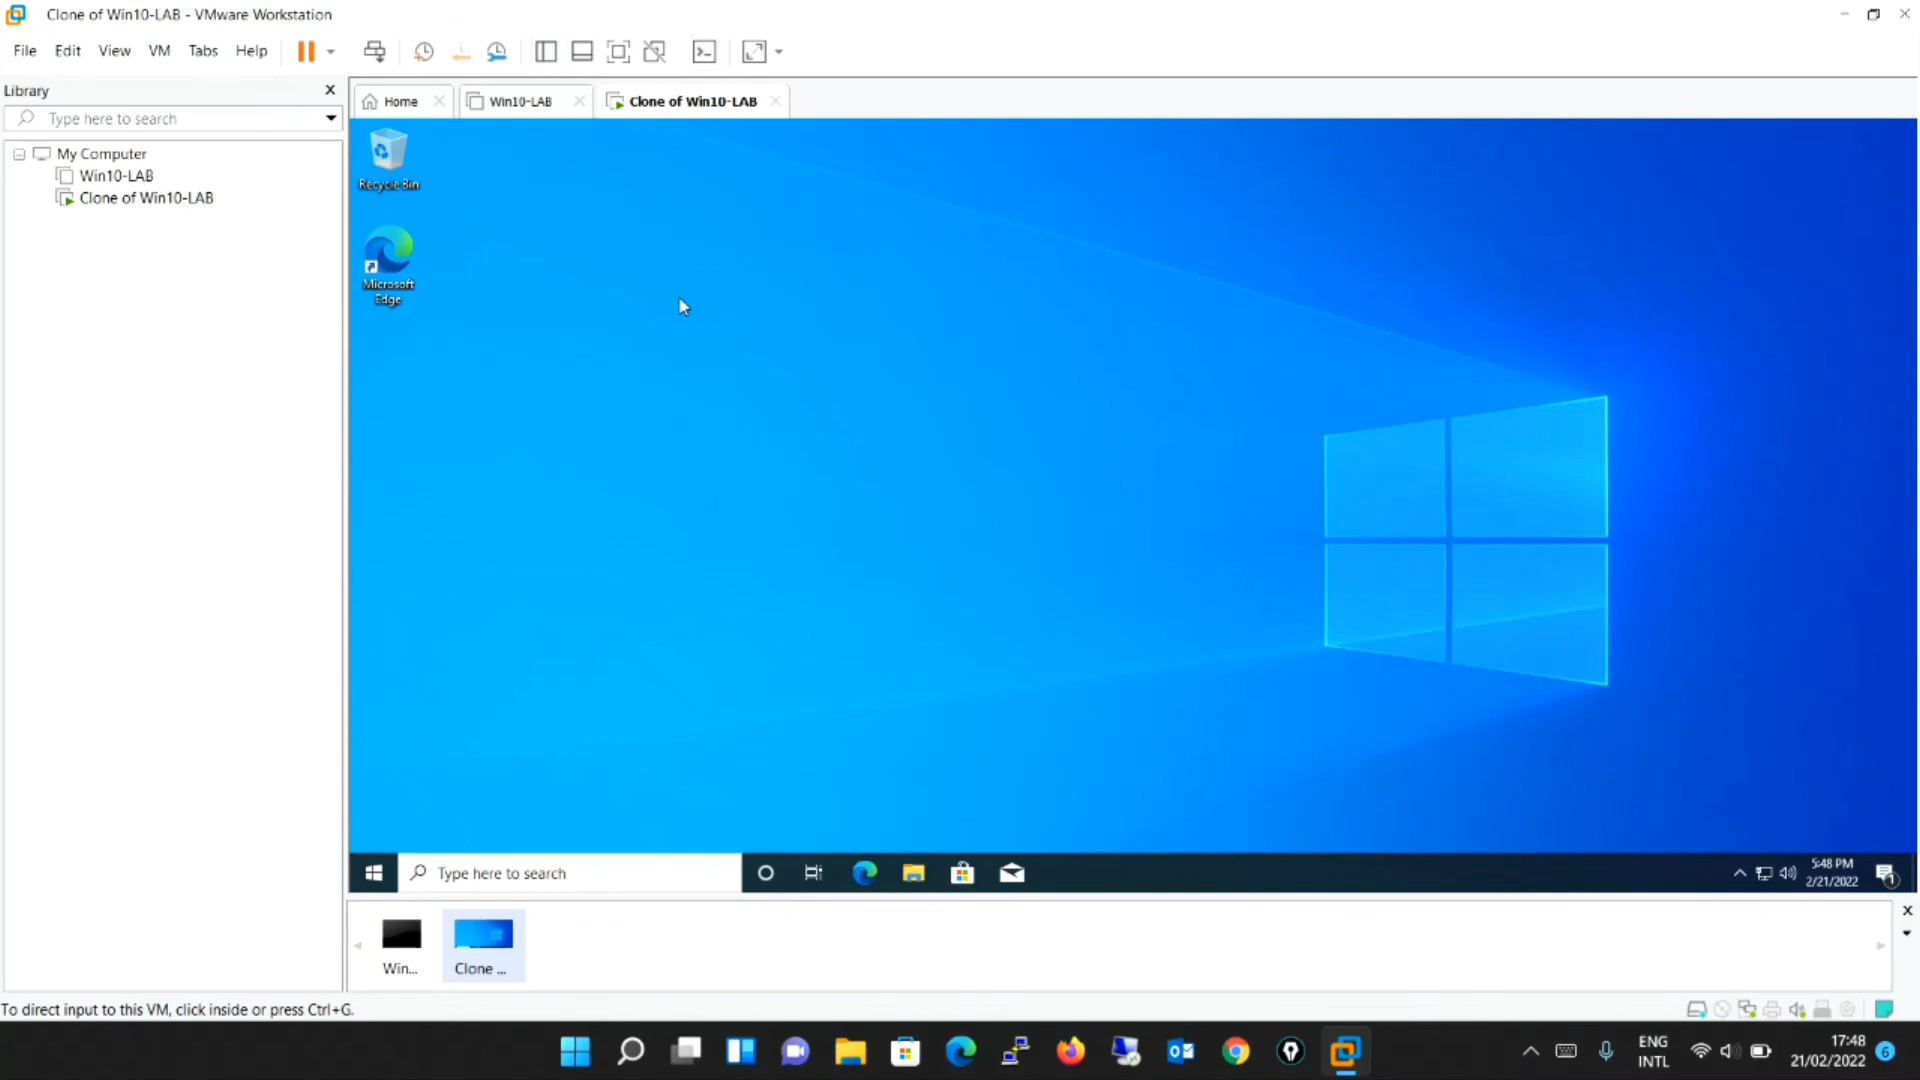 Clone of Win10-LAB - VMware Workstation
File Edit View VM Tabs Help
Library
Type here to search
My Computer
Win10-LAB
Clone of Win10-LAB
Home
Win10-LAB
Clone of Win10-LAB
Recycle Bin
Microsoft
Edge
Type here to search
5:48 PM
2/21/2022
1
Win...
Clone ...
To direct input to this VM, click inside or press Ctrl+G.
ENG
INTL
17:48
21/02/2022
6